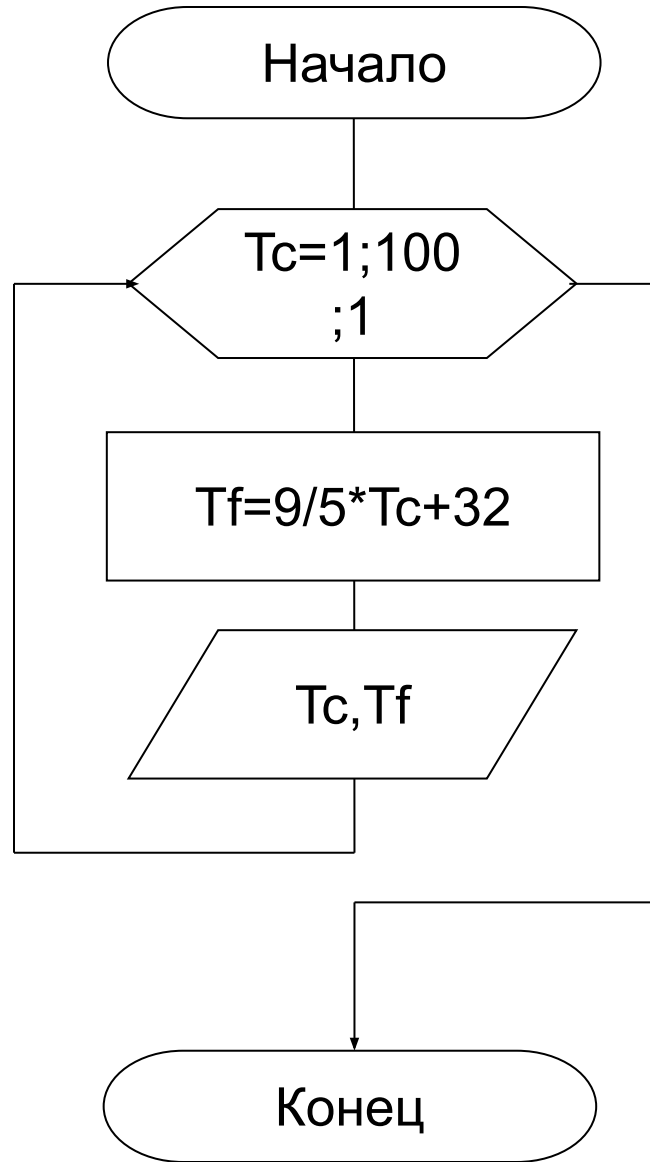 Начало
Tc=1;100
;1
Tf=9/5*Tc+32
Tc,Tf
Конец